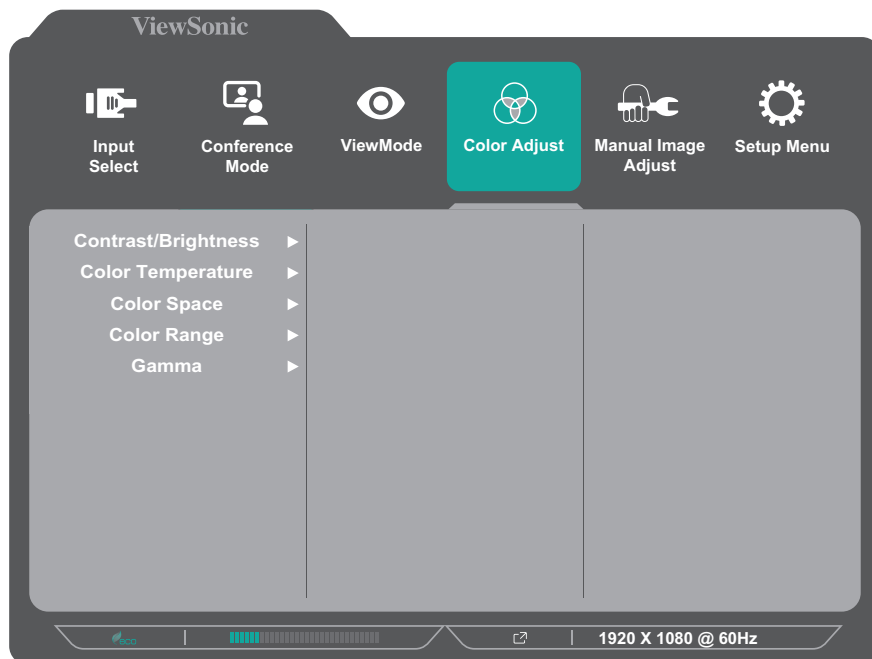 ViewSonic
Input
Select
Conference
Mode
ViewMode
Color Adjust
Manual Image
Adjust
Setup Menu
Contrast/Brightness
Color Temperature
Color Space
Color Range
Gamma
eco
1920 X 1080 @ 60Hz